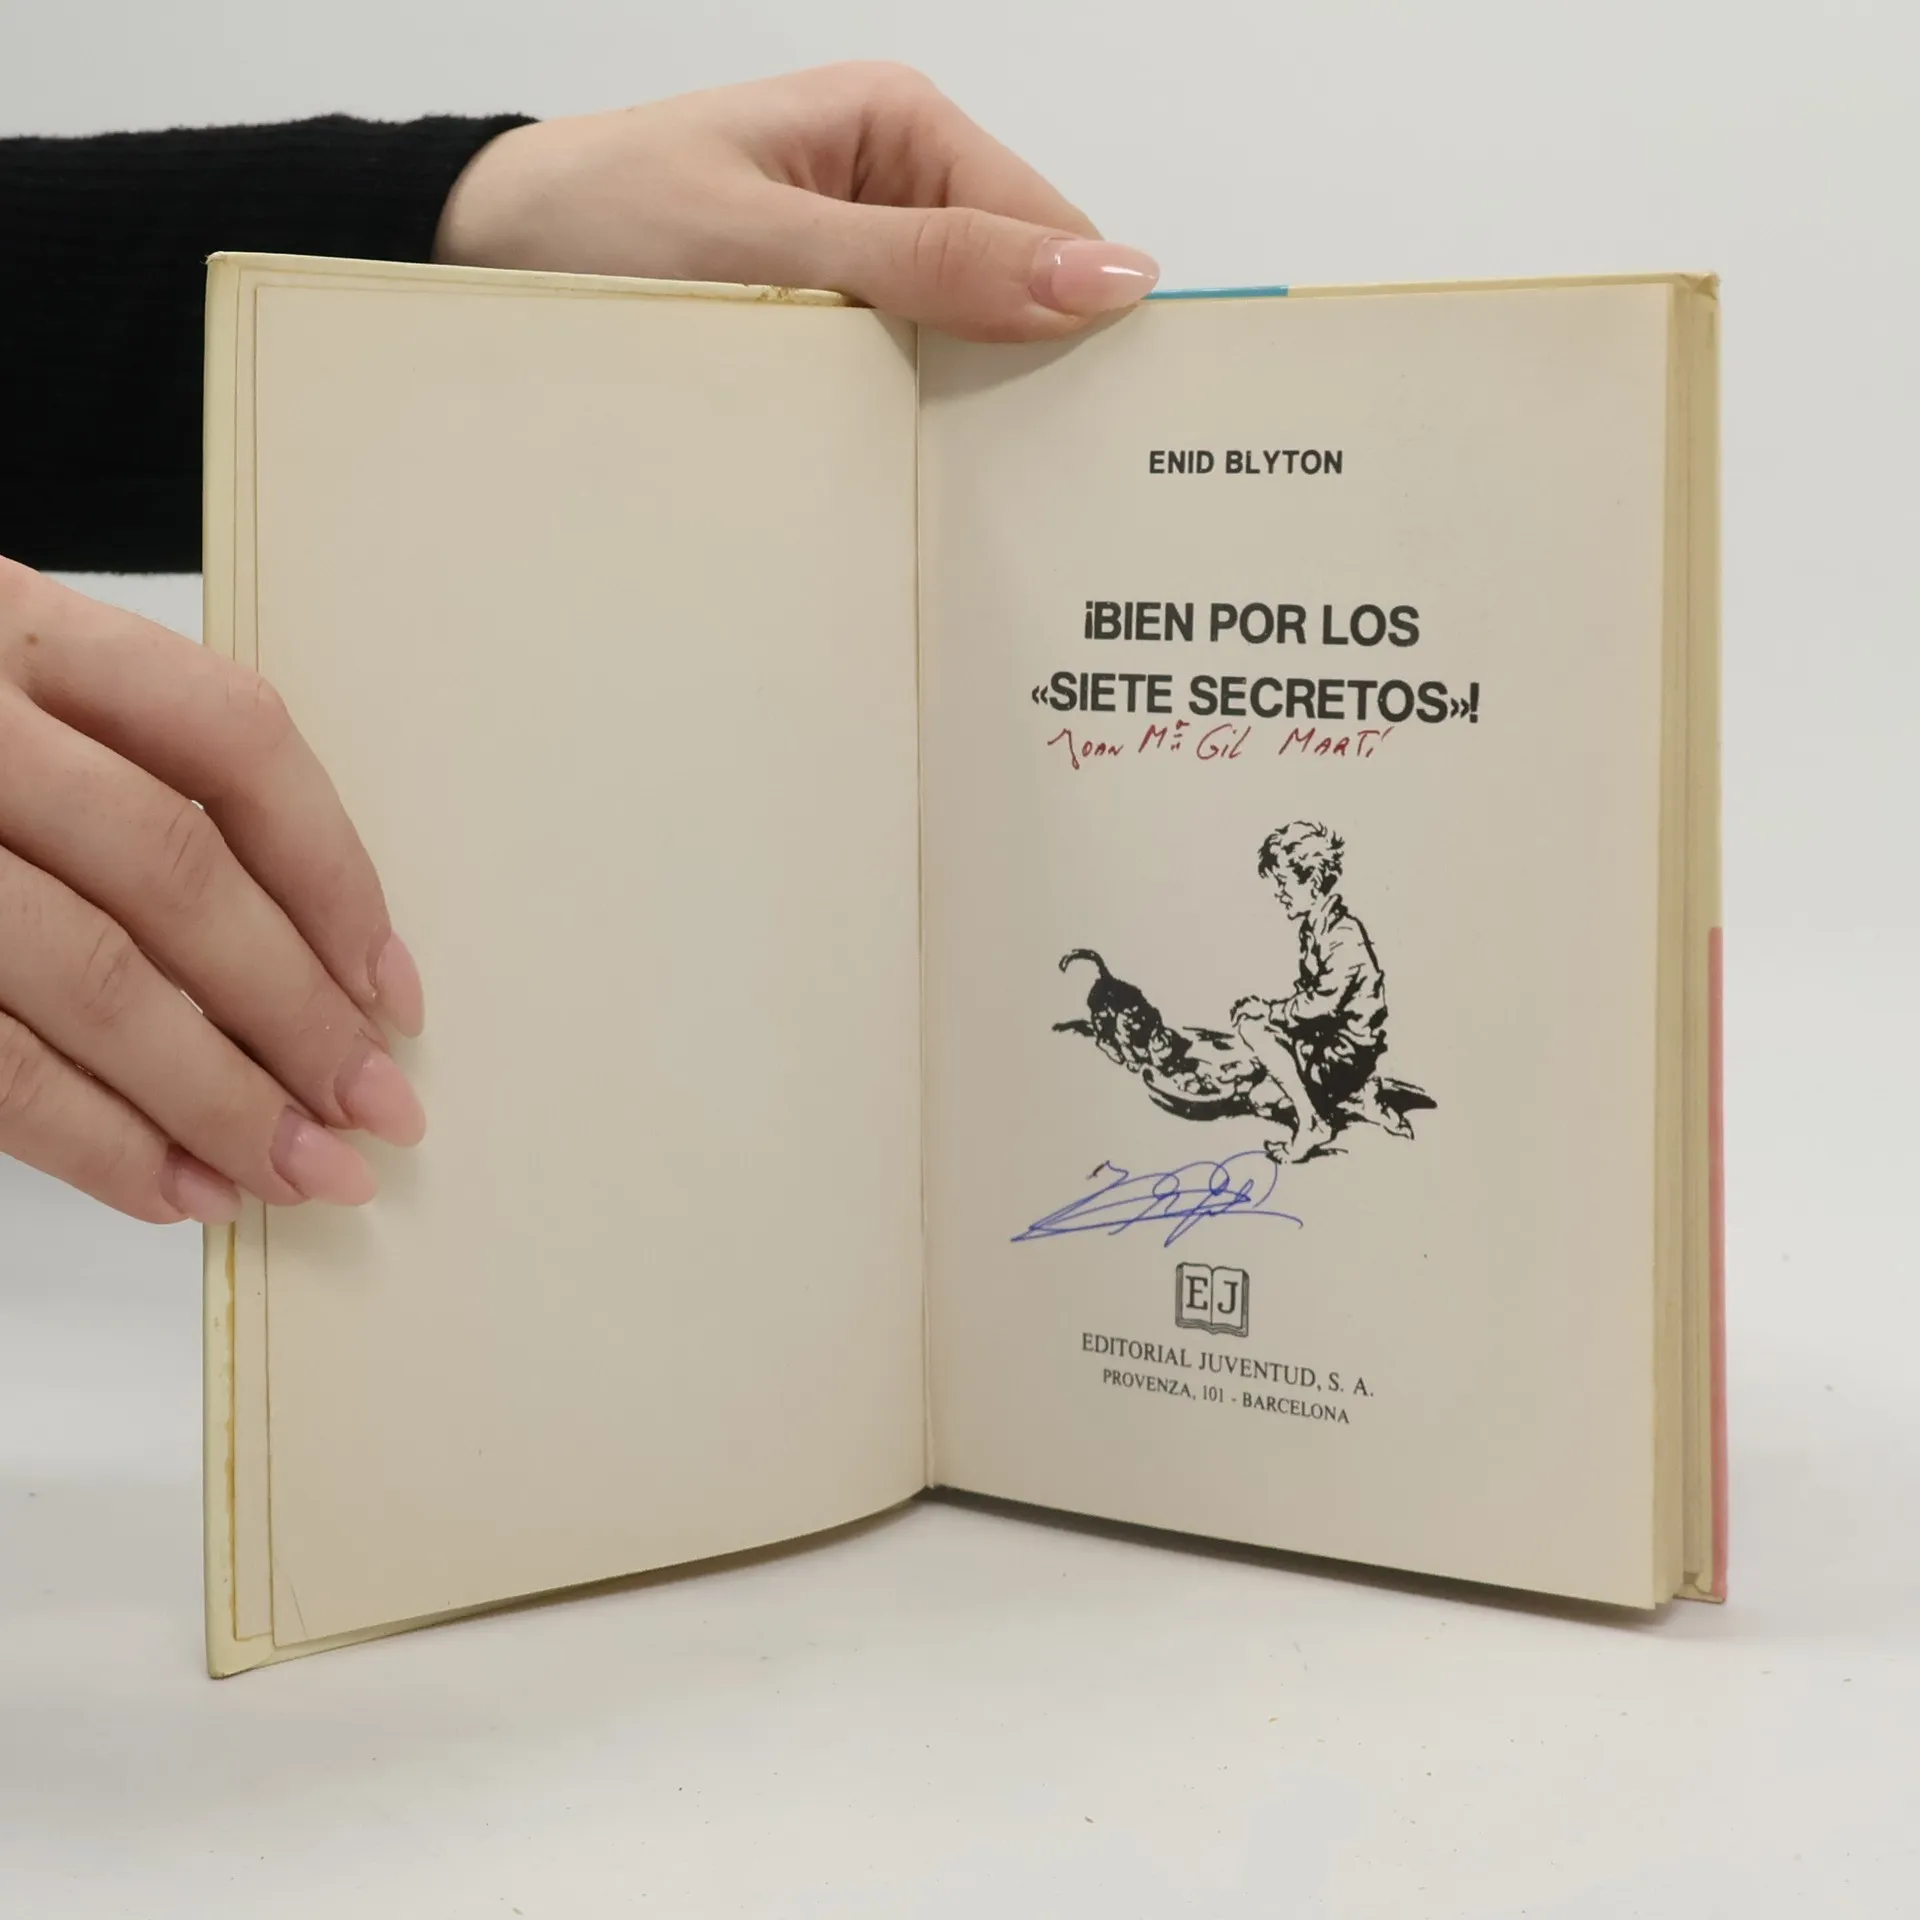 ENID BLYTON
¡BIEN POR LOS
«SIETE SECRETOS»!
Joan Mª Gil Martí
EJ
EDITORIAL JUVENTUD, S. A.
PROVENZA, 101 - BARCELONA